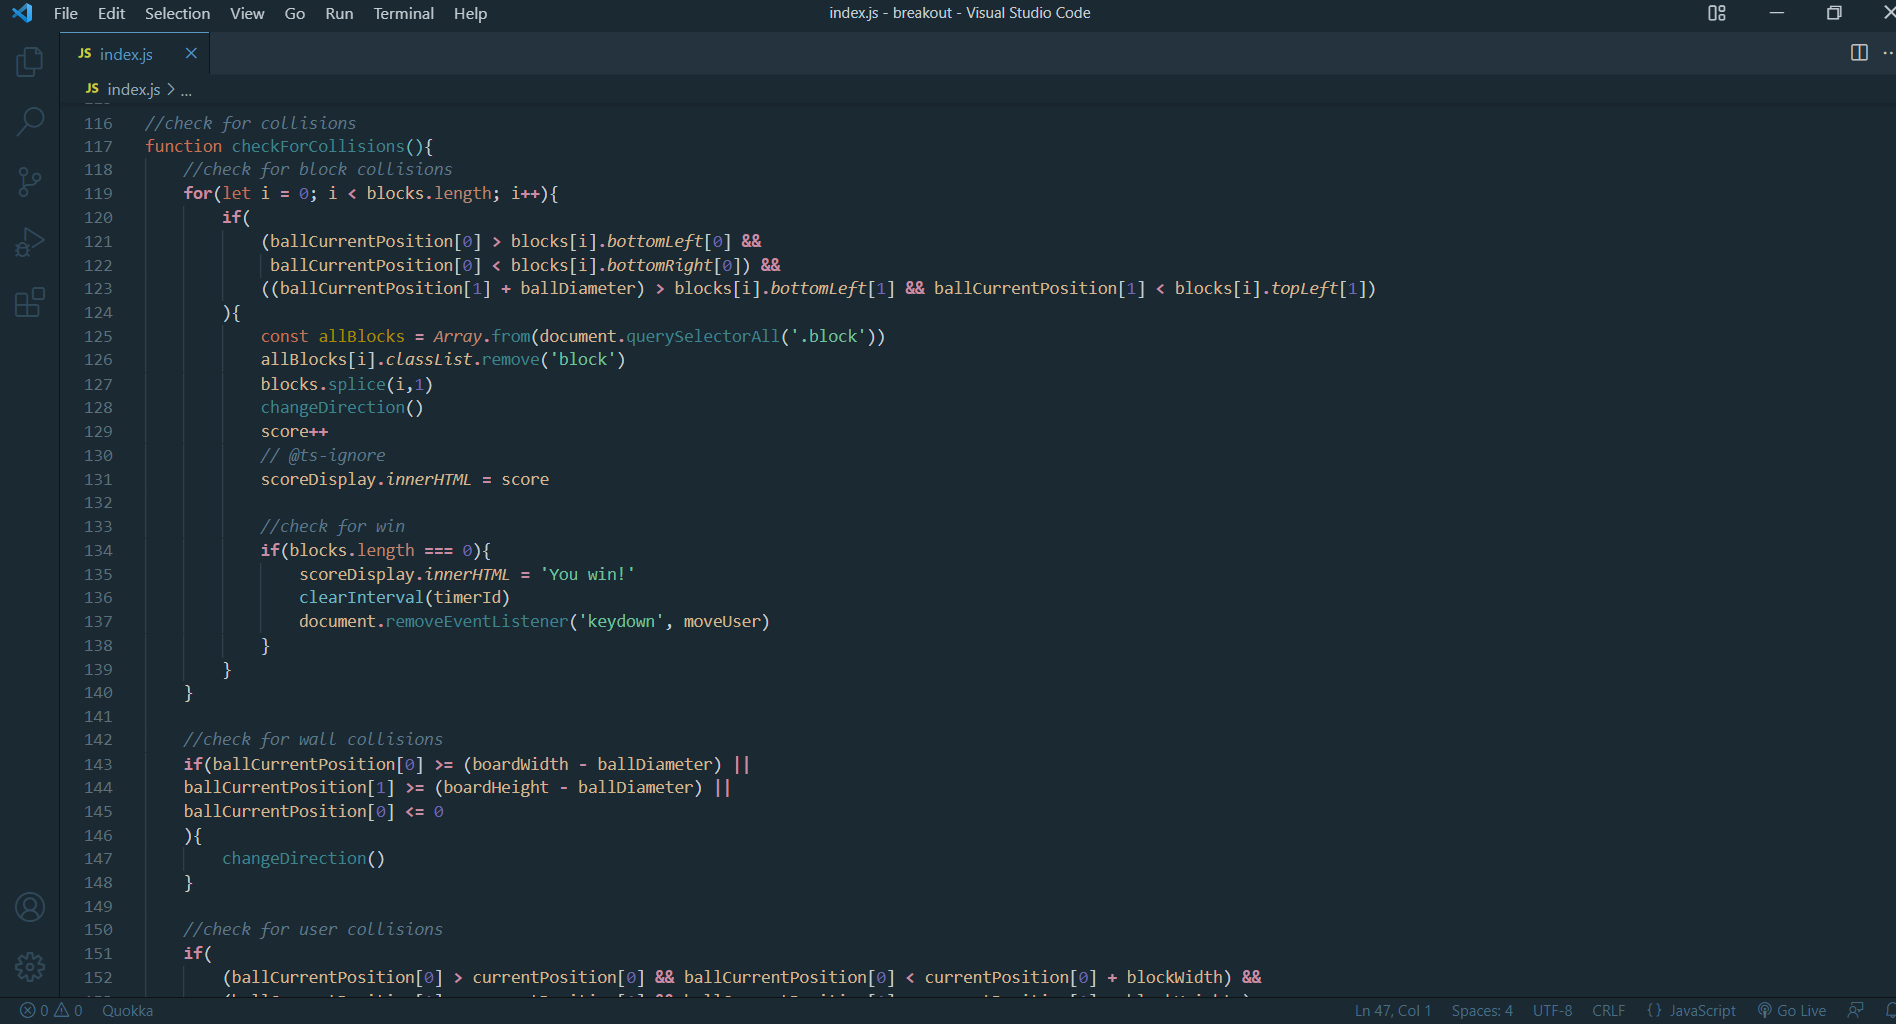 File Edit Selection View Go Run Terminal Help index.js - breakout - Visual Studio Code
JS index.js
JS index.js > ...
116 //check for collisions
117 function checkForCollisions(){
118 //check for block collisions
119 for(let i = 0; i < blocks.length; i++){
120 if(
121 (ballCurrentPosition[0] > blocks[i].bottomLeft[0] &&
122 ballCurrentPosition[0] < blocks[i].bottomRight[0]) &&
123 ((ballCurrentPosition[1] + ballDiameter) > blocks[i].bottomLeft[1] && ballCurrentPosition[1] < blocks[i].topLeft[1])
124 ){
125 const allBlocks = Array.from(document.querySelectorAll('.block'))
126 allBlocks[i].classList.remove('block')
127 blocks.splice(i,1)
128 changeDirection()
129 score++
130 // @ts-ignore
131 scoreDisplay.innerHTML = score
132
133 //check for win
134 if(blocks.length === 0){
135 scoreDisplay.innerHTML = 'You win!'
136 clearInterval(timerId)
137 document.removeEventListener('keydown', moveUser)
138 }
139 }
140 }
141
142 //check for wall collisions
143 if(ballCurrentPosition[0] >= (boardWidth - ballDiameter) ||
144 ballCurrentPosition[1] >= (boardHeight - ballDiameter) ||
145 ballCurrentPosition[0] <= 0
146 ){
147 changeDirection()
148 }
149
150 //check for user collisions
151 if(
152 (ballCurrentPosition[0] > currentPosition[0] && ballCurrentPosition[0] < currentPosition[0] + blockWidth) &&
0 0 Quokka Ln 47, Col 1 Spaces: 4 UTF-8 CRLF {} JavaScript Go Live